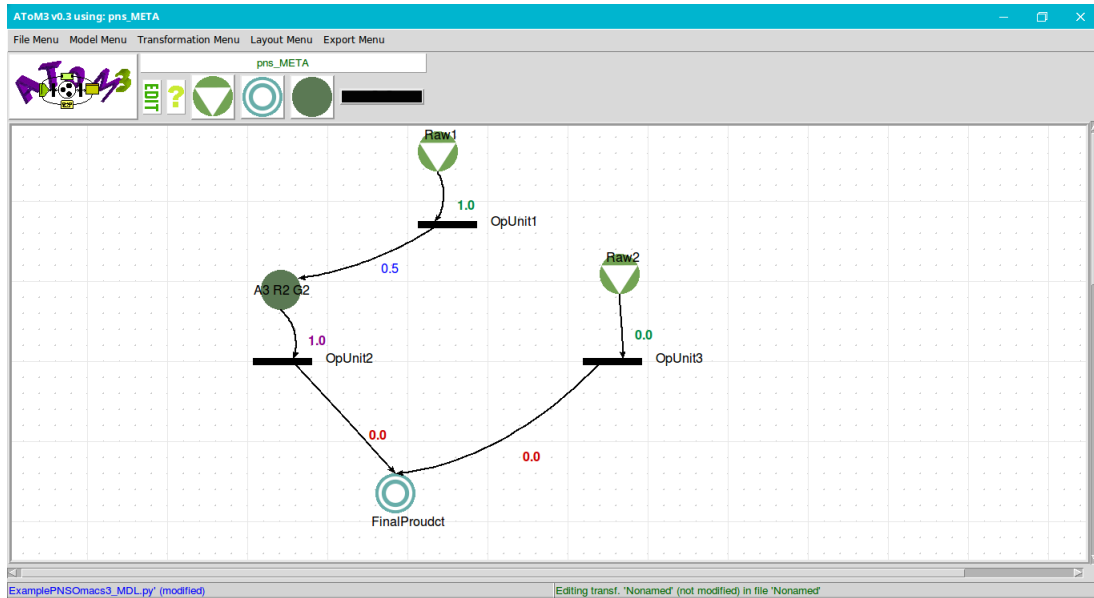 AToM3 v0.3 using: pns_META
File Menu Model Menu Transformation Menu Layout Menu Export Menu
pns_META
ATOM3
EDIT
?
Raw1
1.0
OpUnit1
0.5
Raw2
A3 R2 G2
1.0
0.0
OpUnit2
OpUnit3
0.0
0.0
FinalProudct
ExamplePNSOmacs3_MDL.py' (modified)
Editing transf. 'Nonamed' (not modified) in file 'Nonamed'